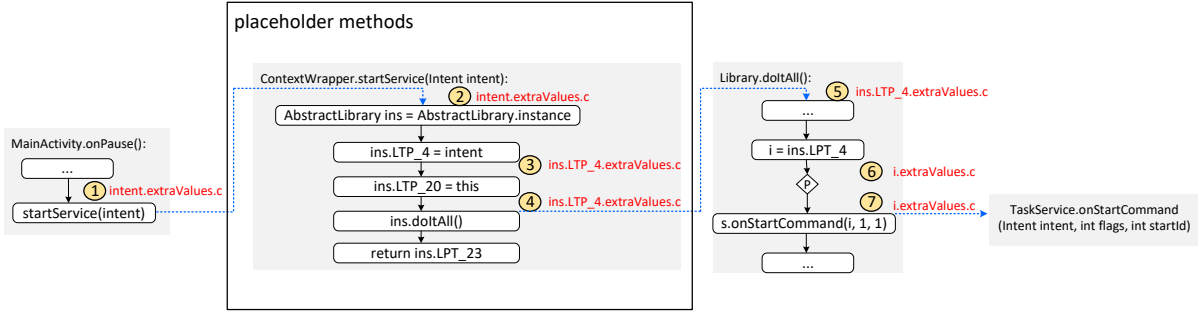 placeholder methods
MainActivity.onPause():
...
1 intent.extraValues.c
startService(intent)
ContextWrapper.startService(Intent intent):
2 intent.extraValues.c
AbstractLibrary ins = AbstractLibrary.instance
ins.LTP_4 = intent
3 ins.LTP_4.extraValues.c
ins.LTP_20 = this
4 ins.LTP_4.extraValues.c
ins.doItAll()
return ins.LPT_23
Library.doItAll():
5 ins.LTP_4.extraValues.c
...
i = ins.LPT_4
6 i.extraValues.c
P
7 i.extraValues.c
s.onStartCommand(i, 1, 1)
...
TaskService.onStartCommand
(Intent intent, int flags, int startId)